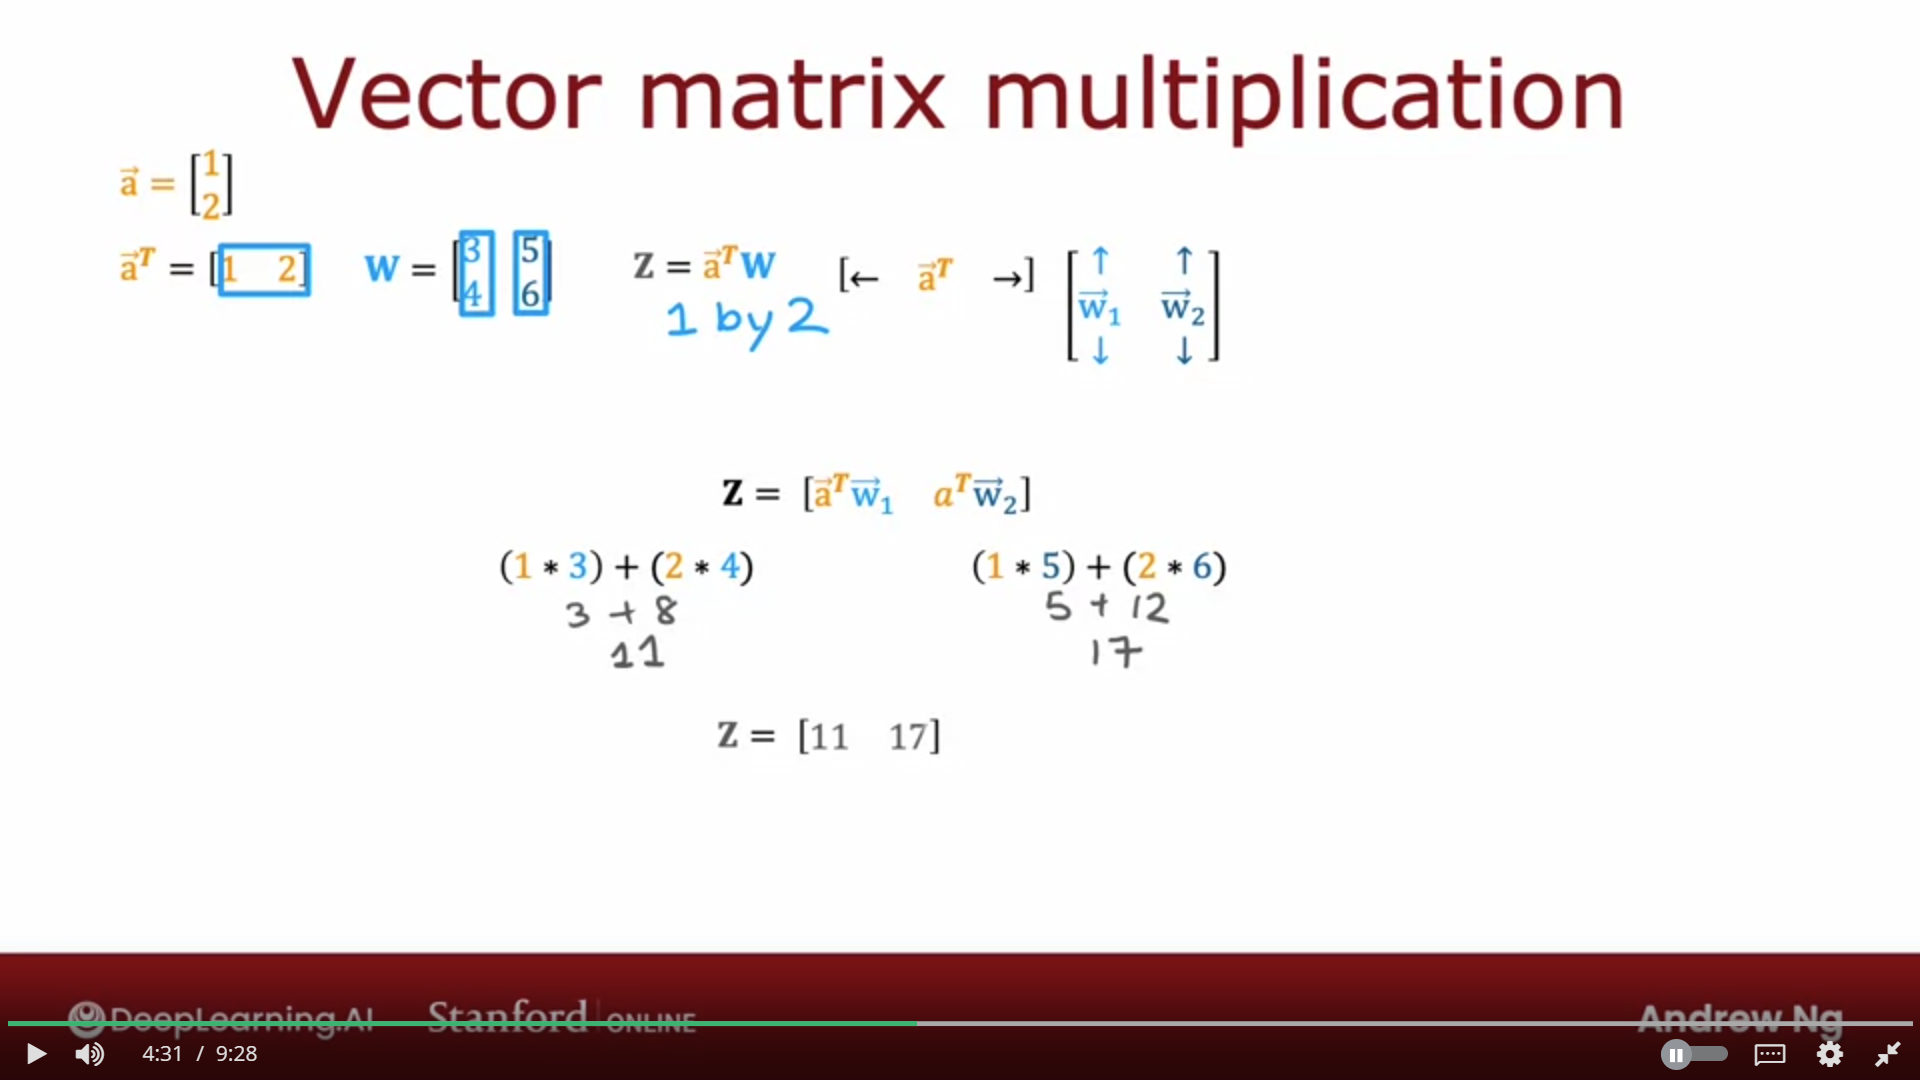 Vector matrix multiplication
a⃗ = [1 2]
a⃗ᵀ = [1 2] W = [3 5 4 6] Z = a⃗ᵀW [← a⃗ᵀ →] [↑ ↑ w⃗₁ w⃗₂ ↓ ↓]
1 by 2
Z = [a⃗ᵀw⃗₁ aᵀw⃗₂]
(1 * 3) + (2 * 4) (1 * 5) + (2 * 6)
3 + 8 5 + 12
11 17
Z = [11 17]
DeepLearning.AI Stanford ONLINE Andrew Ng
4:31 / 9:28